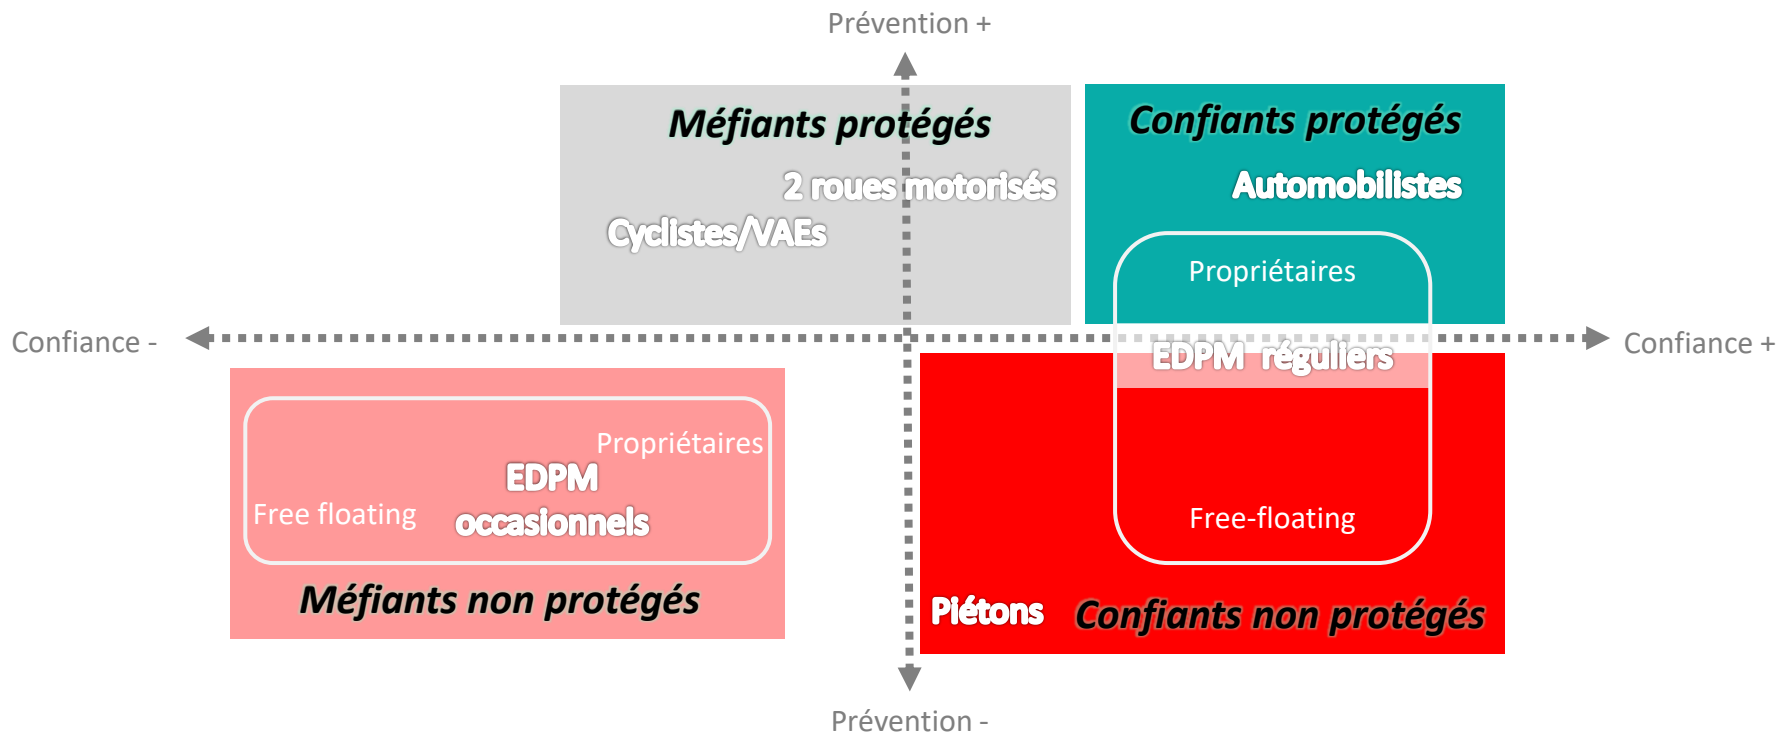 Prévention +
Méfiants protégés
Confiants protégés
2 roues motorisés
Automobilistes
Cyclistes/VAEs
Propriétaires
Confiance -
Confiance +
EDPM réguliers
Propriétaires
EDPM
occasionnels
Free floating
Free-floating
Méfiants non protégés
Piétons
Confiants non protégés
Prévention -